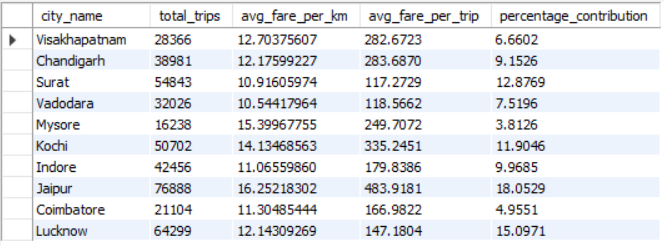 city_name total_trips avg_fare_per_km avg_fare_per_trip percentage_contribution
Visakhapatnam 28366 12.70375607 282.6723 6.6602
Chandigarh 38981 12.17599227 283.6870 9.1526
Surat 54843 10.91605974 117.2729 12.8769
Vadodara 32026 10.54417964 118.5662 7.5196
Mysore 16238 15.39967755 249.7072 3.8126
Kochi 50702 14.13468563 335.2451 11.9046
Indore 42456 11.06559860 179.8386 9.9685
Jaipur 76888 16.25218302 483.9181 18.0529
Coimbatore 21104 11.30485444 166.9822 4.9551
Lucknow 64299 12.14309269 147.1804 15.0971